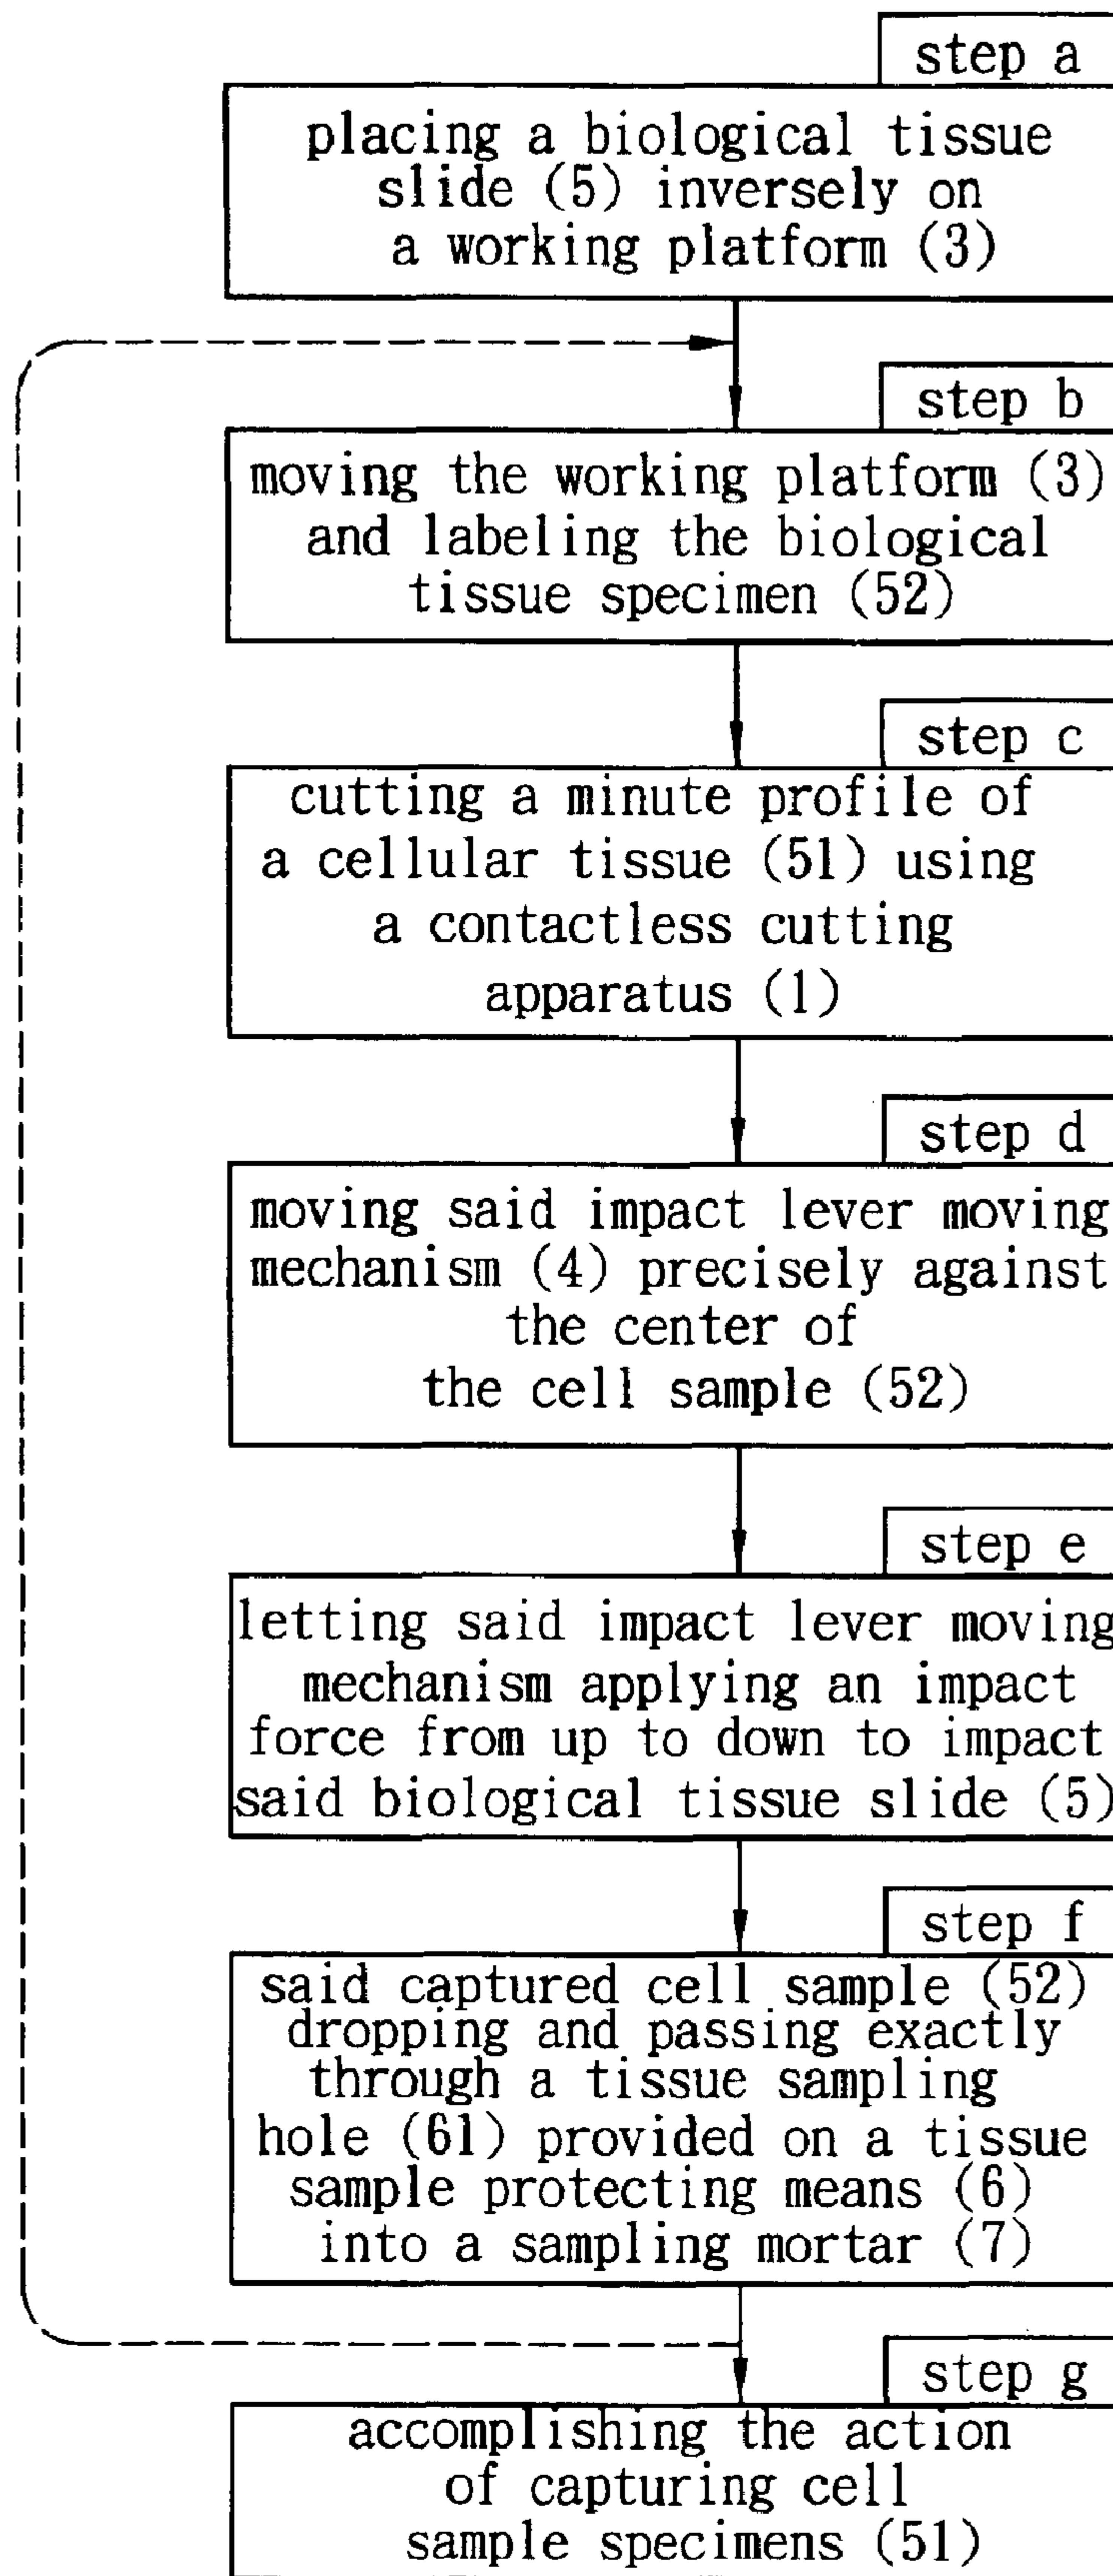 step a
placing a biological tissue
slide (5) inversely on
a working platform (3)
step b
moving the working platform (3)
and labeling the biological
tissue specimen (52)
step c
cutting a minute profile of
a cellular tissue (51) using
a contactless cutting
apparatus (1)
step d
moving said impact lever moving
mechanism (4) precisely against
the center of
the cell sample (52)
step e
letting said impact lever moving
mechanism applying an impact
force from up to down to impact
said biological tissue slide (5)
step f
said captured cell sample (52)
dropping and passing exactly
through a tissue sampling
hole (61) provided on a tissue
sample protecting means (6)
into a sampling mortar (7)
step g
accomplishing the action
of capturing cell
sample specimens (51)